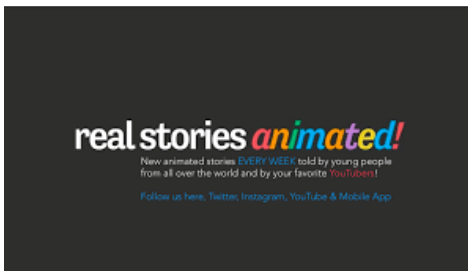 real stories animated!
New animated stories EVERY WEEK told by young people
from all over the world and by your favorite YouTubers!
Follow us here, Twitter, Instagram, YouTube & Mobile App